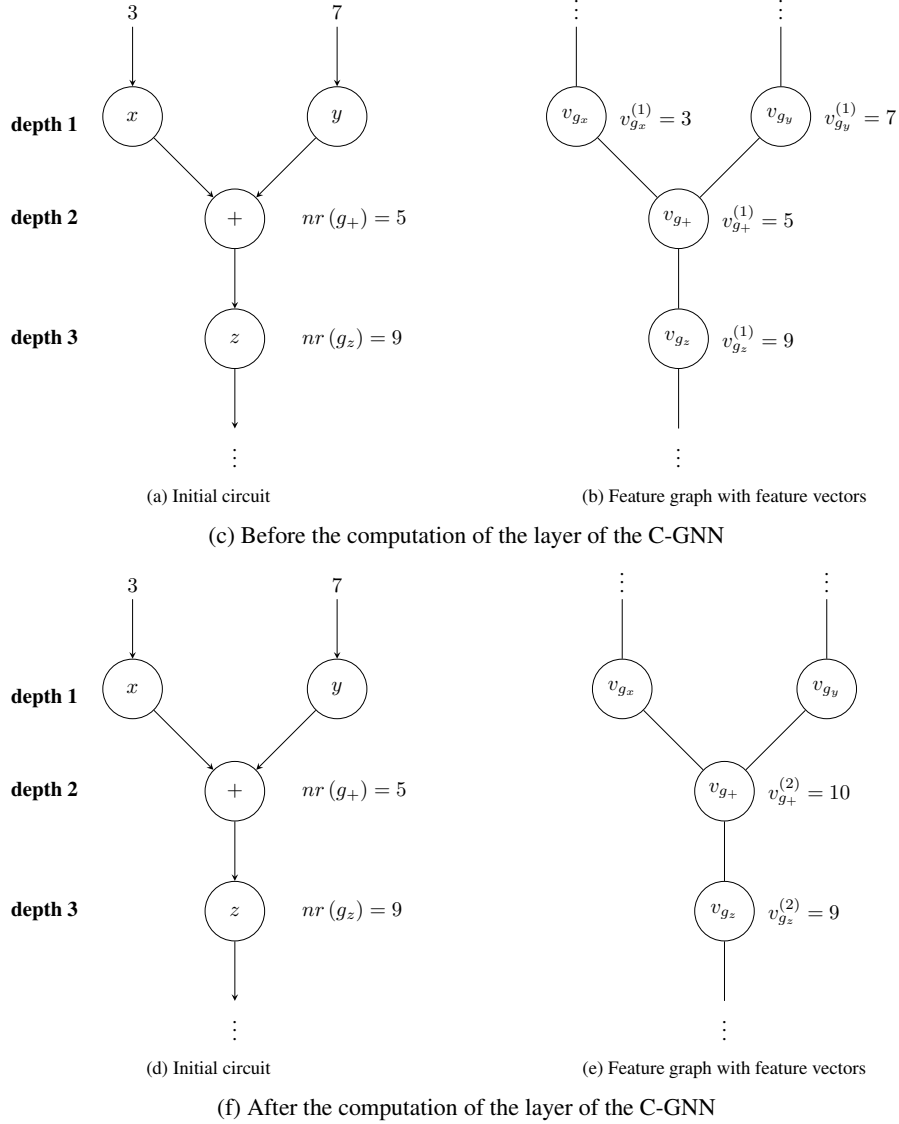 3 7 ⋮ ⋮
depth 1 x y v_{g_x} v_{g_x}^{(1)} = 3 v_{g_y} v_{g_y}^{(1)} = 7
depth 2 + nr (g_+) = 5 v_{g_+} v_{g_+}^{(1)} = 5
depth 3 z nr (g_z) = 9 v_{g_z} v_{g_z}^{(1)} = 9
⋮ ⋮
(a) Initial circuit (b) Feature graph with feature vectors
(c) Before the computation of the layer of the C-GNN
3 7 ⋮ ⋮
depth 1 x y v_{g_x} v_{g_y}
depth 2 + nr (g_+) = 5 v_{g_+} v_{g_+}^{(2)} = 10
depth 3 z nr (g_z) = 9 v_{g_z} v_{g_z}^{(2)} = 9
⋮ ⋮
(d) Initial circuit (e) Feature graph with feature vectors
(f) After the computation of the layer of the C-GNN